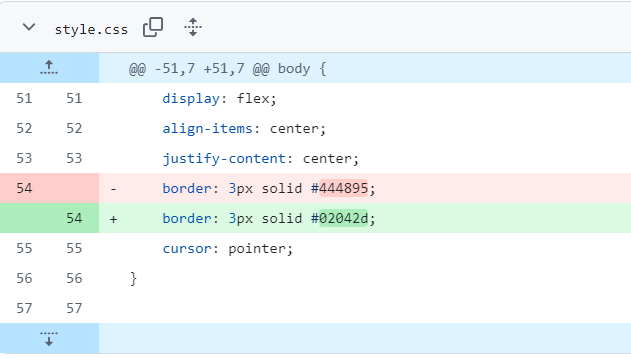 style.css
@@ -51,7 +51,7 @@ body {
51 51 display: flex;
52 52 align-items: center;
53 53 justify-content: center;
54 - border: 3px solid #444895;
54 + border: 3px solid #02042d;
55 55 cursor: pointer;
56 56 }
57 57